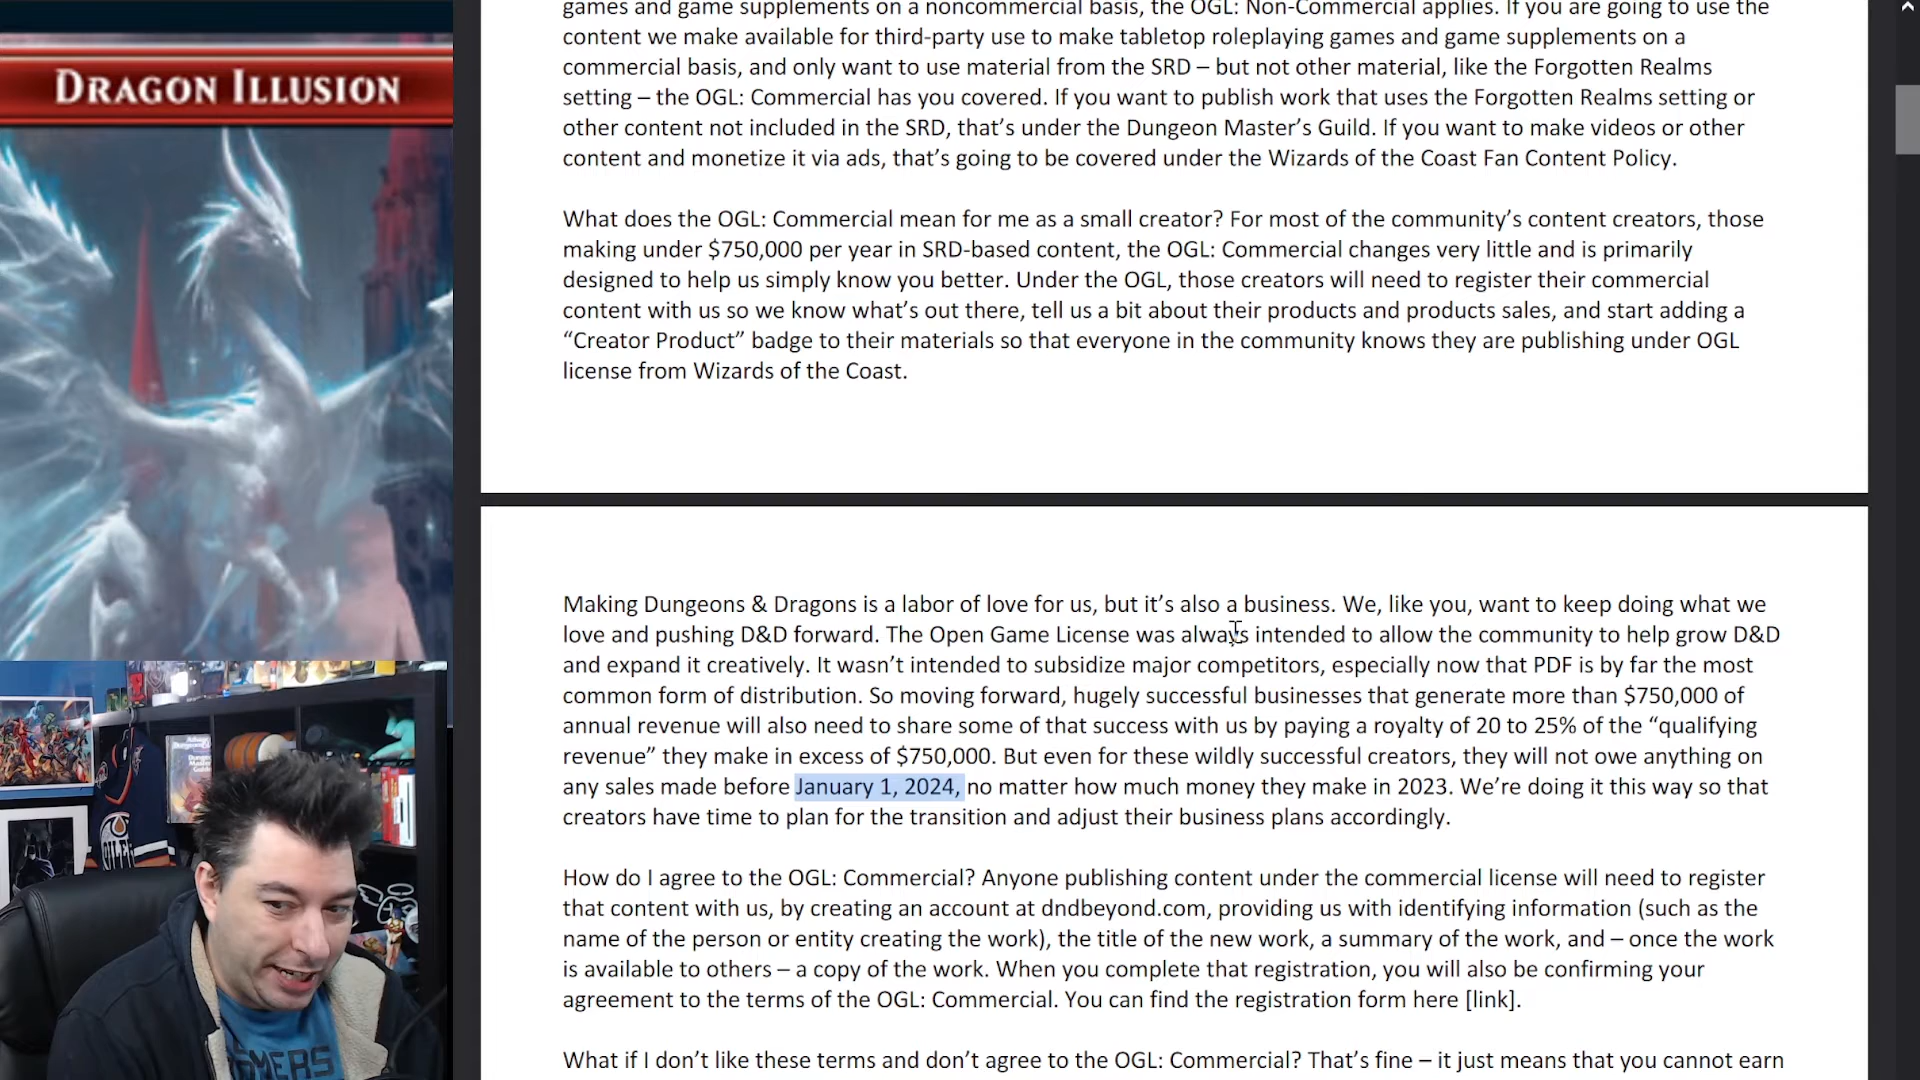 games and game supplements on a noncommercial basis, the OGL: Non-Commercial applies. If you are going to use the
DRAGON ILLUSION
content we make available for third-party use to make tabletop roleplaying games and game supplements on a
commercial basis, and only want to use material from the SRD – but not other material, like the Forgotten Realms
setting – the OGL: Commercial has you covered. If you want to publish work that uses the Forgotten Realms setting or
other content not included in the SRD, that’s under the Dungeon Master’s Guild. If you want to make videos or other
content and monetize it via ads, that’s going to be covered under the Wizards of the Coast Fan Content Policy.
What does the OGL: Commercial mean for me as a small creator? For most of the community’s content creators, those
making under $750,000 per year in SRD-based content, the OGL: Commercial changes very little and is primarily
designed to help us simply know you better. Under the OGL, those creators will need to register their commercial
content with us so we know what’s out there, tell us a bit about their products and products sales, and start adding a
“Creator Product” badge to their materials so that everyone in the community knows they are publishing under OGL
license from Wizards of the Coast.
Making Dungeons & Dragons is a labor of love for us, but it’s also a business. We, like you, want to keep doing what we
love and pushing D&D forward. The Open Game License was always intended to allow the community to help grow D&D
and expand it creatively. It wasn’t intended to subsidize major competitors, especially now that PDF is by far the most
common form of distribution. So moving forward, hugely successful businesses that generate more than $750,000 of
annual revenue will also need to share some of that success with us by paying a royalty of 20 to 25% of the “qualifying
revenue” they make in excess of $750,000. But even for these wildly successful creators, they will not owe anything on
any sales made before January 1, 2024, no matter how much money they make in 2023. We’re doing it this way so that
creators have time to plan for the transition and adjust their business plans accordingly.
OILERS
How do I agree to the OGL: Commercial? Anyone publishing content under the commercial license will need to register
that content with us, by creating an account at dndbeyond.com, providing us with identifying information (such as the
name of the person or entity creating the work), the title of the new work, a summary of the work, and – once the work
is available to others – a copy of the work. When you complete that registration, you will also be confirming your
agreement to the terms of the OGL: Commercial. You can find the registration form here [link].
What if I don’t like these terms and don’t agree to the OGL: Commercial? That’s fine – it just means that you cannot earn